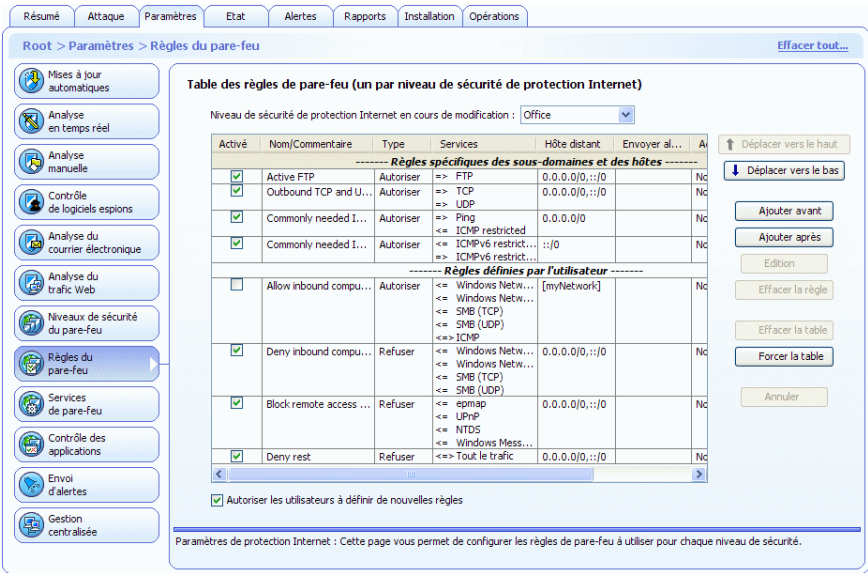 Résumé Attaque Paramètres Etat Alertes Rapports Installation Opérations
Root > Paramètres > Règles du pare-feu Effacer tout...
Mises à jour
automatiques
Analyse
en temps réel
Analyse
manuelle
Contrôle
de logiciels espions
Analyse du
courrier électronique
Analyse du
trafic Web
Niveaux de sécurité
du pare-feu
Règles du
pare-feu
Services
de pare-feu
Contrôle des
applications
Envoi
d'alertes
Gestion
centralisée
Table des règles de pare-feu (un par niveau de sécurité de protection Internet)
Niveau de sécurité de protection Internet en cours de modification : Office
Activé Nom/Commentaire Type Services Hôte distant Envoyer al... A
------- Règles spécifiques des sous-domaines et des hôtes -------
Active FTP Autoriser => FTP 0.0.0.0/0,::/0 No
Outbound TCP and U... Autoriser => TCP 0.0.0.0/0,::/0 No
=> UDP
Commonly needed I... Autoriser => Ping 0.0.0.0/0 No
<= ICMP restricted
Commonly needed I... Autoriser <= ICMPv6 restrict... ::/0 No
=> ICMPv6 restrict...
------- Règles définies par l'utilisateur -------
Allow inbound compu... Autoriser <= Windows Netw... [myNetwork] No
<= Windows Netw...
<= SMB (TCP)
<= SMB (UDP)
<=> ICMP
Deny inbound compu... Refuser <= Windows Netw... 0.0.0.0/0,::/0 No
<= Windows Netw...
<= SMB (TCP)
<= SMB (UDP)
Block remote access ... Refuser <= epmap 0.0.0.0/0,::/0 No
<= UPnP
<= NTDS
<= Windows Mess...
Deny rest Refuser <=> Tout le trafic 0.0.0.0/0,::/0 No
Autoriser les utilisateurs à définir de nouvelles règles
Déplacer vers le haut
Déplacer vers le bas
Ajouter avant
Ajouter après
Edition
Effacer la règle
Effacer la table
Forcer la table
Annuler
Paramètres de protection Internet : Cette page vous permet de configurer les règles de pare-feu à utiliser pour chaque niveau de sécurité.